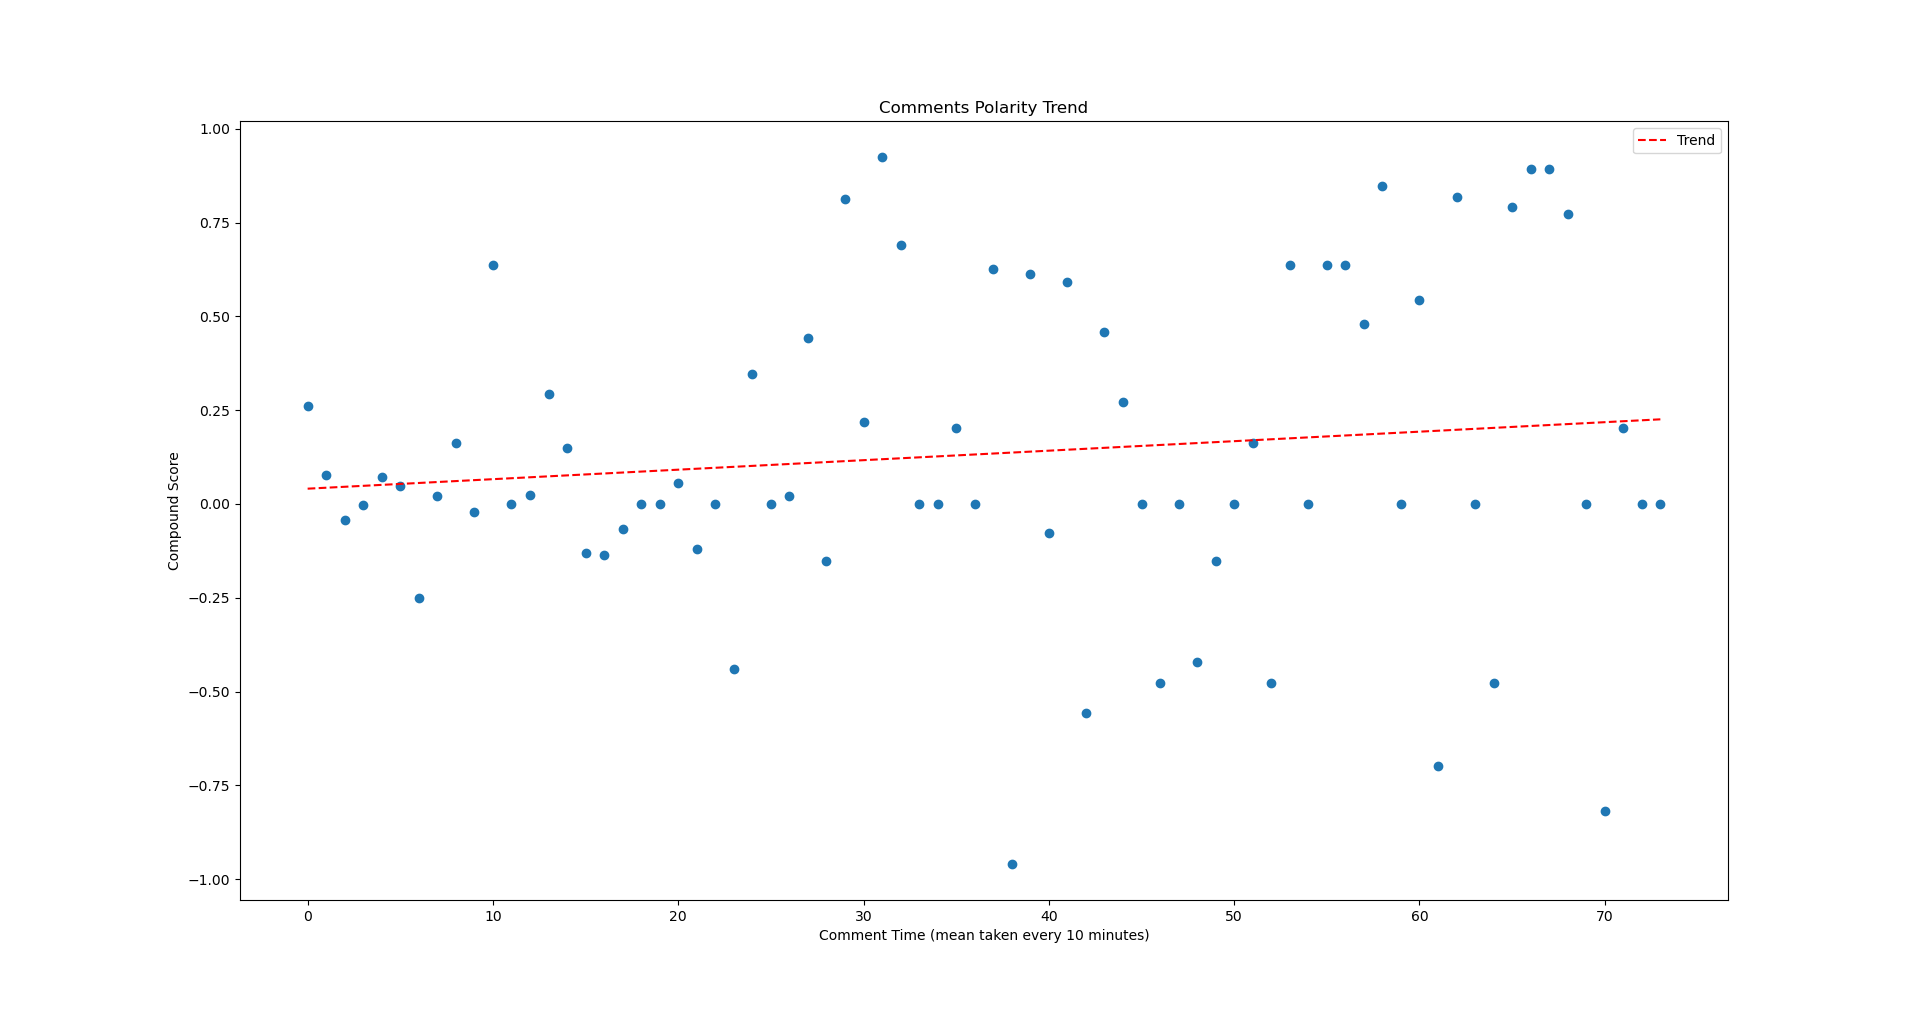 Comments Polarity Trend
Trend
1.00
0.75
0.50
0.25
0.00
−0.25
−0.50
−0.75
−1.00
Compound Score
0 10 20 30 40 50 60 70
Comment Time (mean taken every 10 minutes)